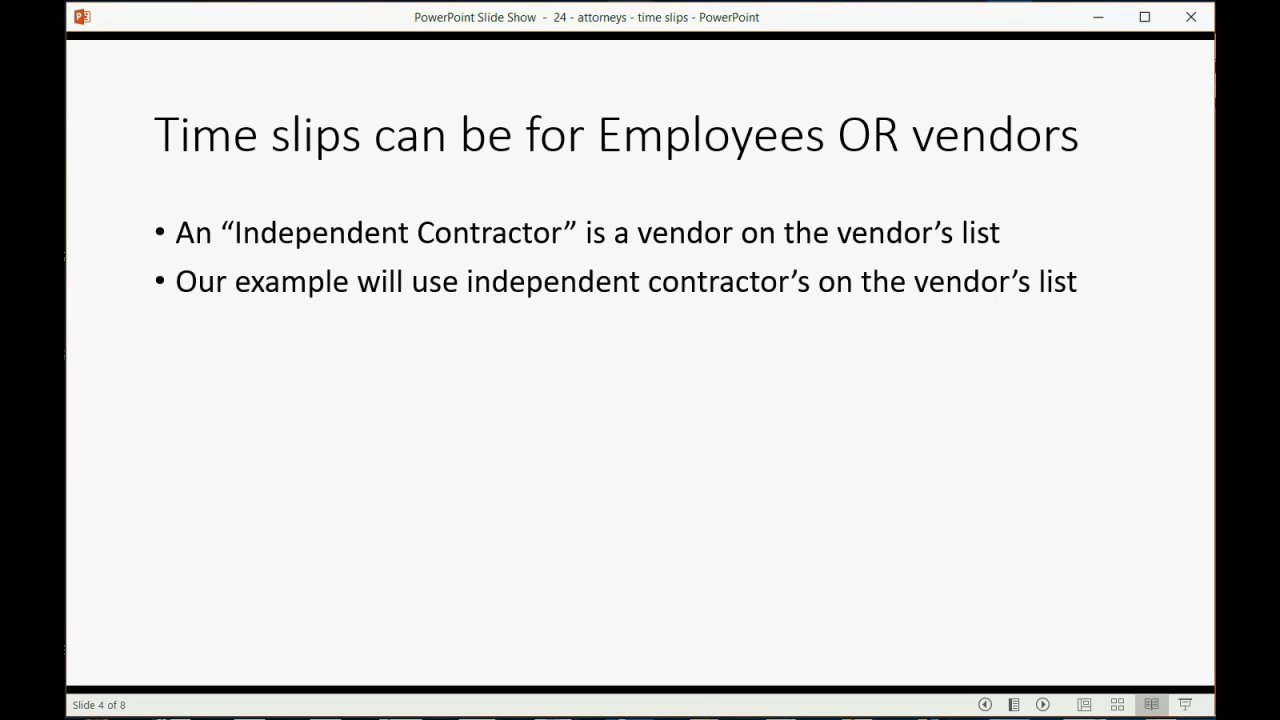 PowerPoint Slide Show - 24 - attorneys - time slips - PowerPoint
Time slips can be for Employees OR vendors
• An “Independent Contractor” is a vendor on the vendor’s list
• Our example will use independent contractor’s on the vendor’s list
Slide 4 of 8